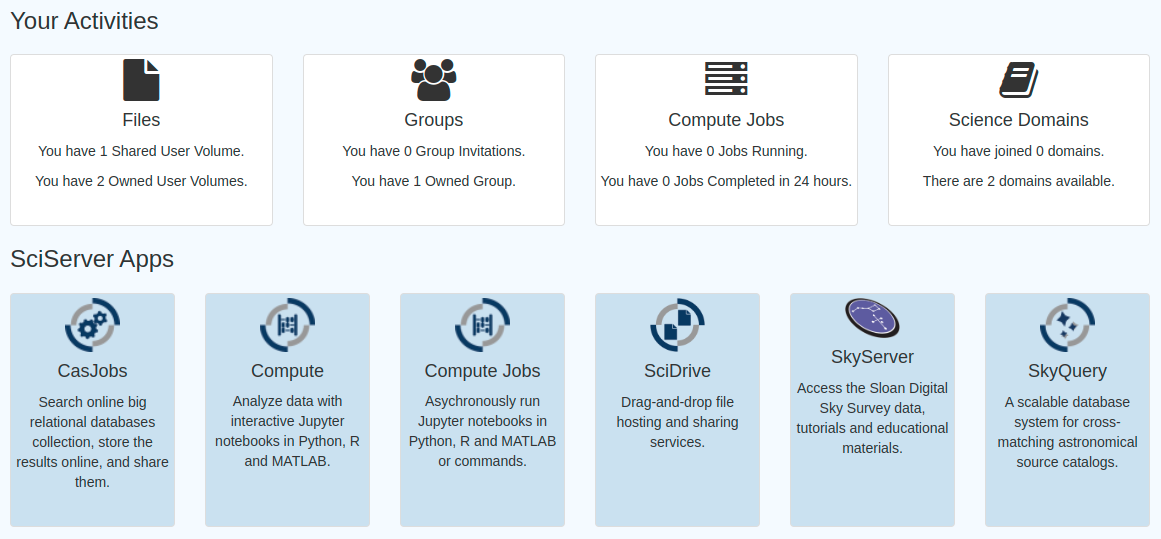 Your Activities
Files
You have 1 Shared User Volume.
You have 2 Owned User Volumes.
Groups
You have 0 Group Invitations.
You have 1 Owned Group.
Compute Jobs
You have 0 Jobs Running.
You have 0 Jobs Completed in 24 hours.
Science Domains
You have joined 0 domains.
There are 2 domains available.
SciServer Apps
CasJobs
Search online big
relational databases
collection, store the
results online, and share
them.
Compute
Analyze data with
interactive Jupyter
notebooks in Python, R
and MATLAB.
Compute Jobs
Asychronously run
Jupyter notebooks in
Python, R and MATLAB
or commands.
SciDrive
Drag-and-drop file
hosting and sharing
services.
SkyServer
Access the Sloan Digital
Sky Survey data,
tutorials and educational
materials.
SkyQuery
A scalable database
system for cross-
matching astronomical
source catalogs.